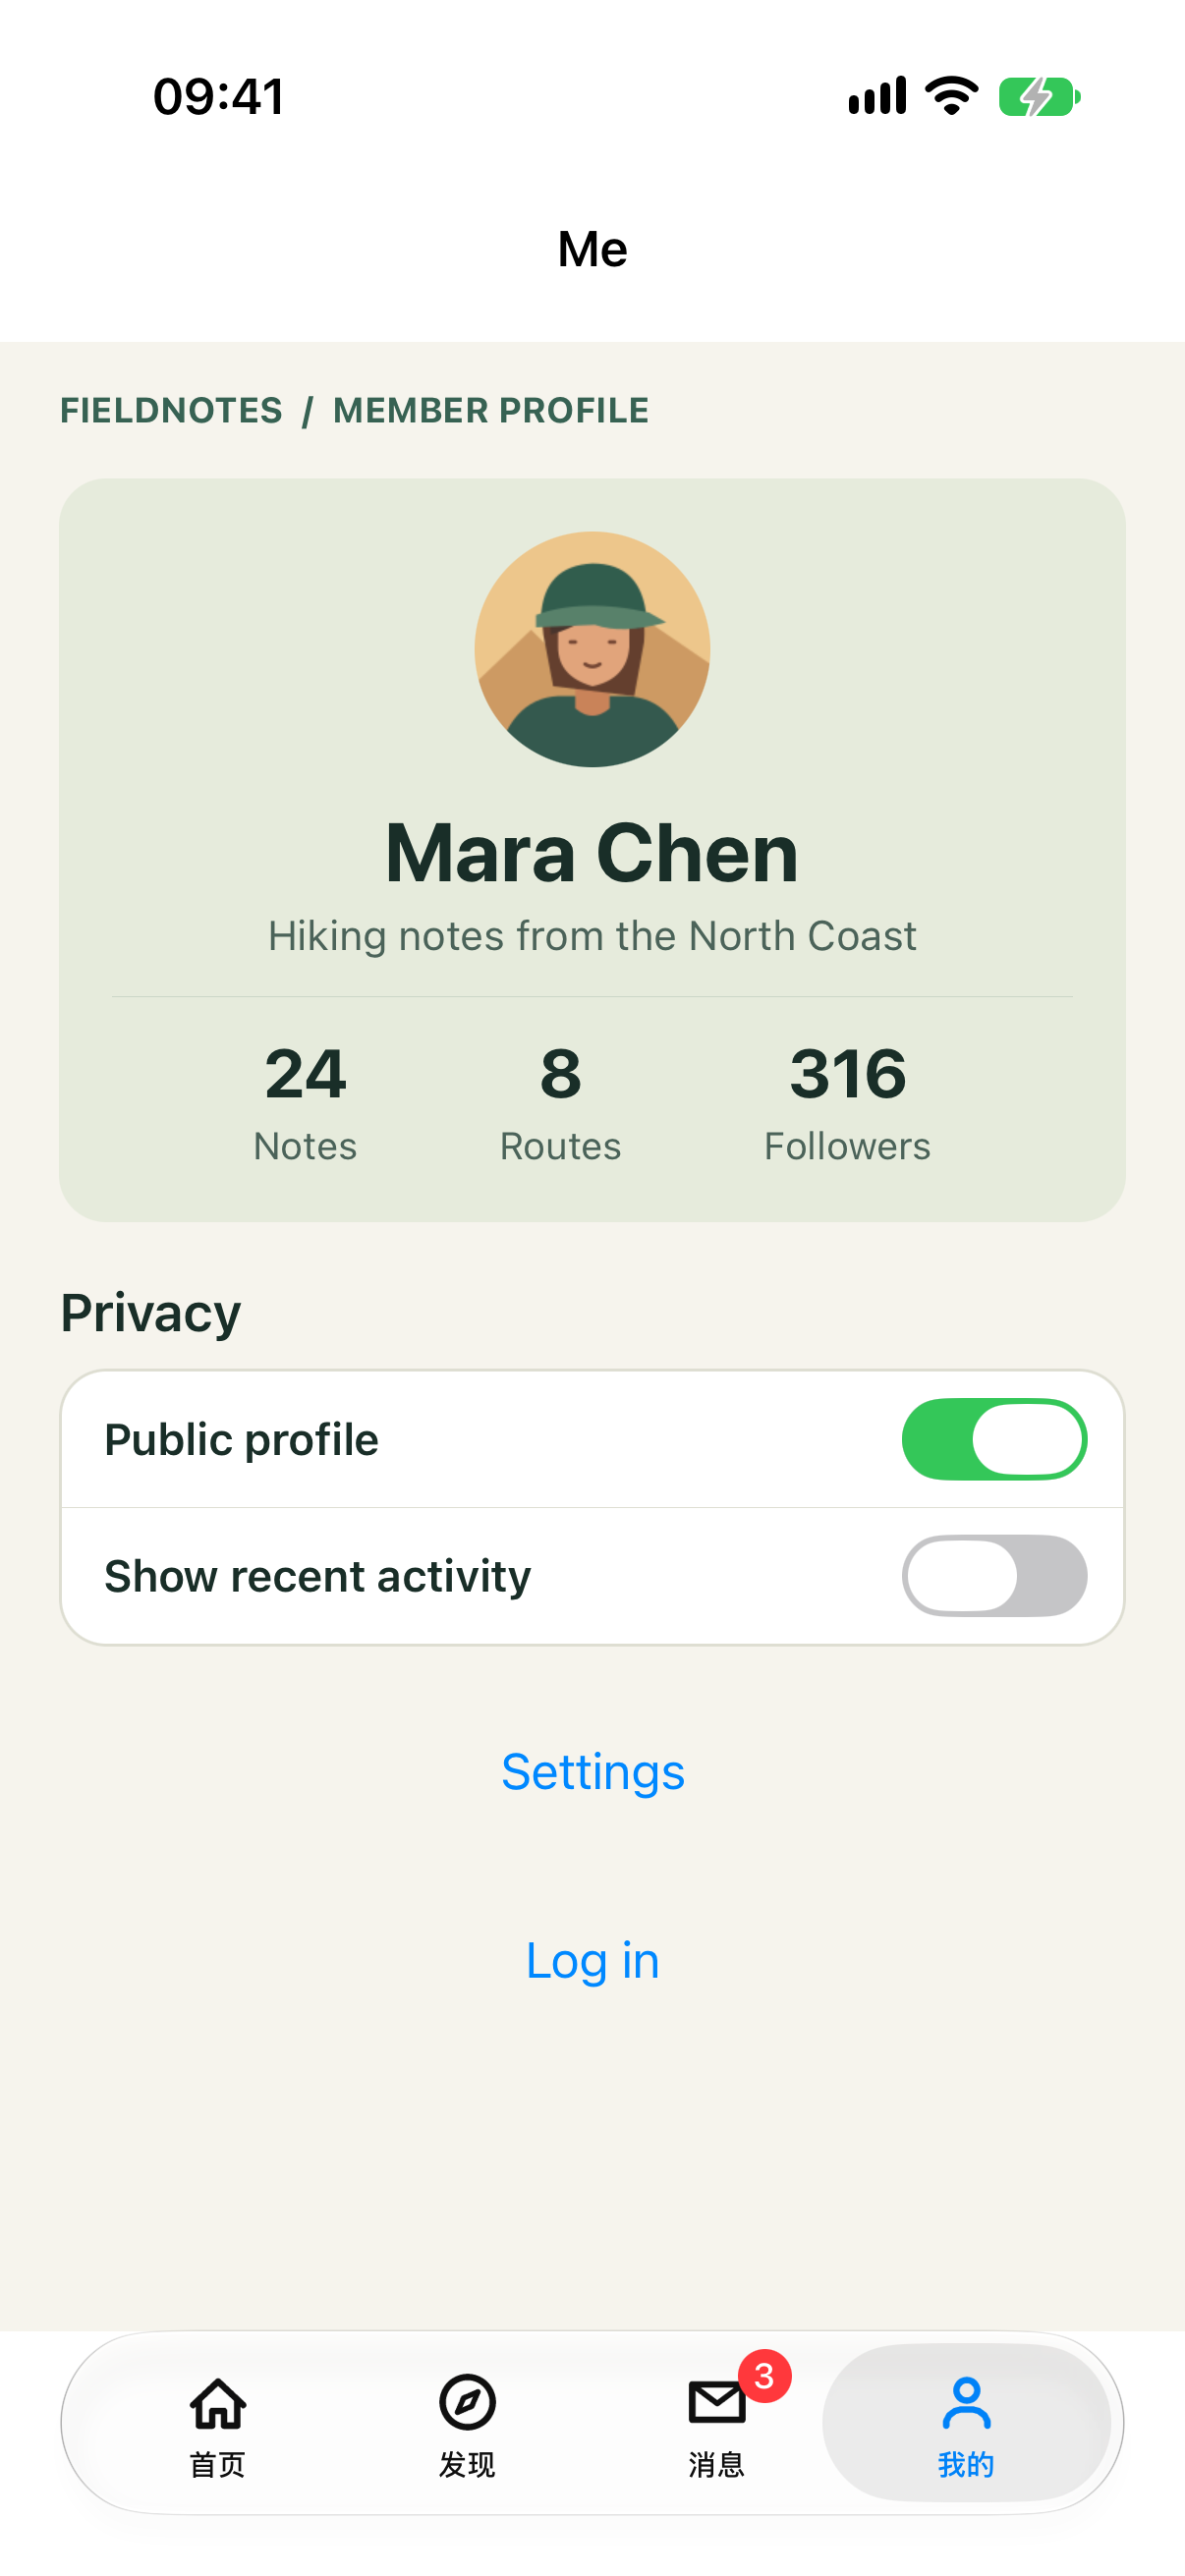 09:41
Me
FIELDNOTES / MEMBER PROFILE
Mara Chen
Hiking notes from the North Coast
24 8 316
Notes Routes Followers
Privacy
Public profile
Show recent activity
Settings
Log in
3
首页 发现 消息 我的